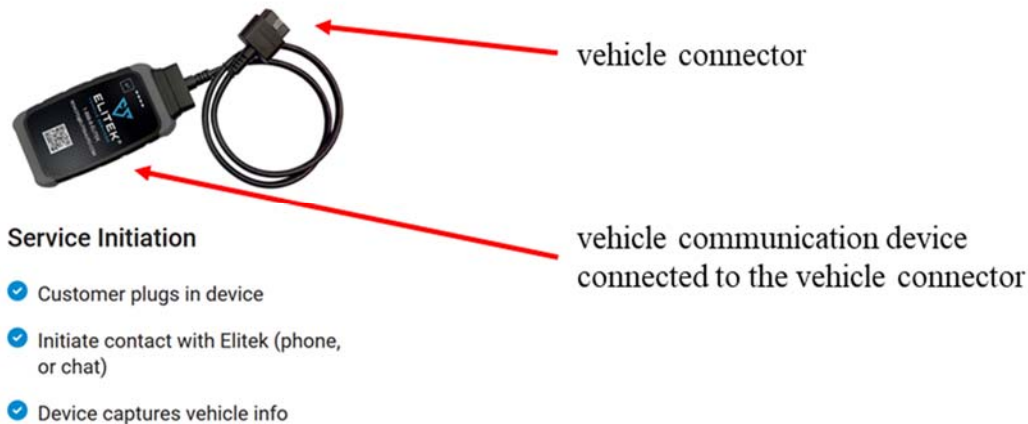 vehicle connector
ELITEK
vehicle communication device
connected to the vehicle connector
Service Initiation
Customer plugs in device
Initiate contact with Elitek (phone,
or chat)
Device captures vehicle info